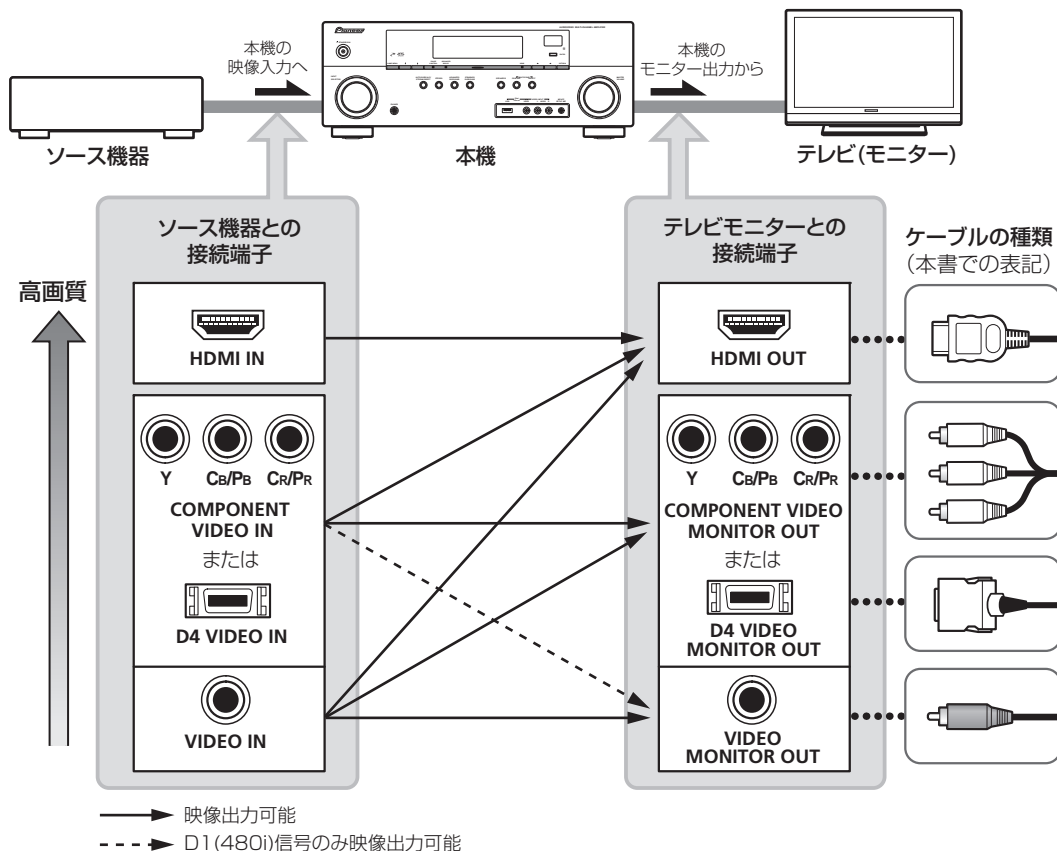 Pioneer
本機の
映像入力へ
本機の
モニター出力から
ソース機器
本機
テレビ(モニター)
ソース機器との
接続端子
テレビモニターとの
接続端子
ケーブルの種類
(本書での表記)
高画質
HDMI IN
HDMI OUT
Y CB/PB CR/PR
COMPONENT
VIDEO IN
または
D4 VIDEO IN
Y CB/PB CR/PR
COMPONENT VIDEO
MONITOR OUT
または
D4 VIDEO
MONITOR OUT
VIDEO IN
VIDEO
MONITOR OUT
映像出力可能
D1(480i)信号のみ映像出力可能